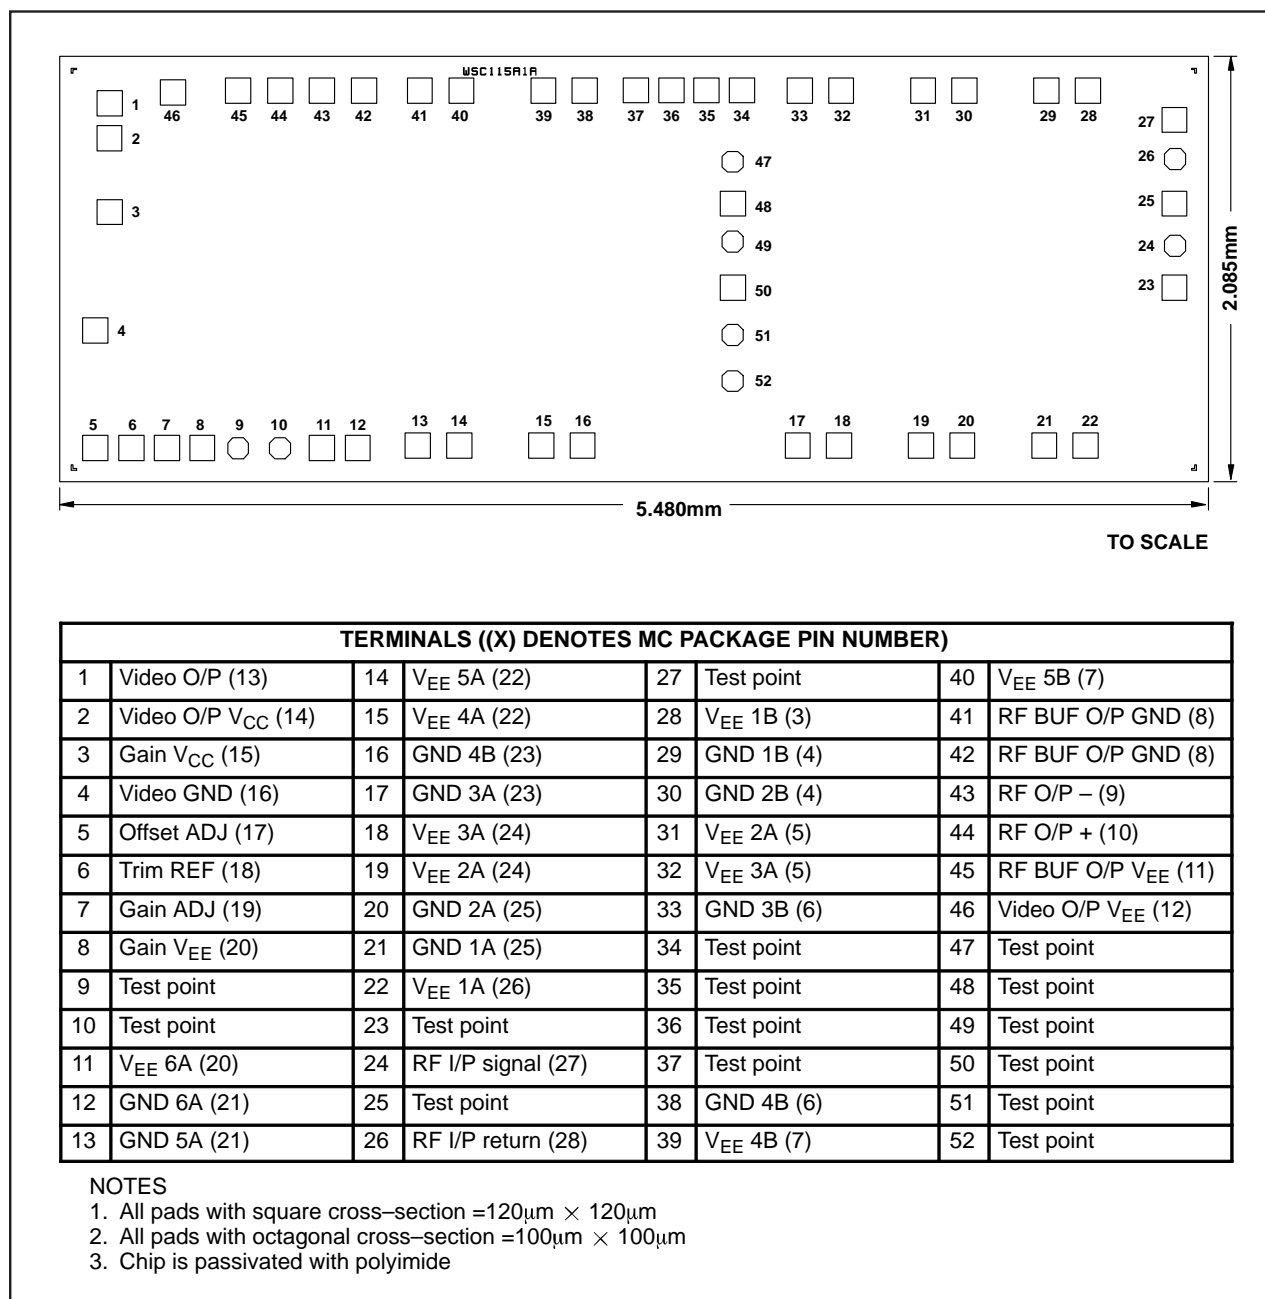 WSC115A1A
1 46 45 44 43 42 41 40 39 38 37 36 35 34 33 32 31 30 29 28 27
2 47 26
3 48 25
49 24
50 23
4 51
52
5 6 7 8 9 10 11 12 13 14 15 16 17 18 19 20 21 22
2.085mm
5.480mm
TO SCALE
TERMINALS ((X) DENOTES MC PACKAGE PIN NUMBER)
1 Video O/P (13) 14 VEE 5A (22) 27 Test point 40 VEE 5B (7)
2 Video O/P VCC (14) 15 VEE 4A (22) 28 VEE 1B (3) 41 RF BUF O/P GND (8)
3 Gain VCC (15) 16 GND 4B (23) 29 GND 1B (4) 42 RF BUF O/P GND (8)
4 Video GND (16) 17 GND 3A (23) 30 GND 2B (4) 43 RF O/P – (9)
5 Offset ADJ (17) 18 VEE 3A (24) 31 VEE 2A (5) 44 RF O/P + (10)
6 Trim REF (18) 19 VEE 2A (24) 32 VEE 3A (5) 45 RF BUF O/P VEE (11)
7 Gain ADJ (19) 20 GND 2A (25) 33 GND 3B (6) 46 Video O/P VEE (12)
8 Gain VEE (20) 21 GND 1A (25) 34 Test point 47 Test point
9 Test point 22 VEE 1A (26) 35 Test point 48 Test point
10 Test point 23 Test point 36 Test point 49 Test point
11 VEE 6A (20) 24 RF I/P signal (27) 37 Test point 50 Test point
12 GND 6A (21) 25 Test point 38 GND 4B (6) 51 Test point
13 GND 5A (21) 26 RF I/P return (28) 39 VEE 4B (7) 52 Test point
NOTES
1. All pads with square cross–section =120μm × 120μm
2. All pads with octagonal cross–section =100μm × 100μm
3. Chip is passivated with polyimide